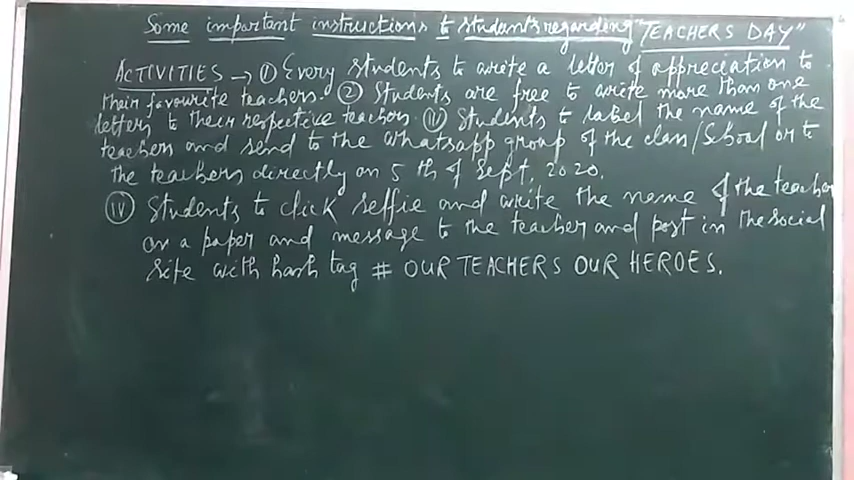 Some important instructions to students regarding "TEACHERS DAY"
ACTIVITIES → ① Every students to write a letter of appreciation to
their favourite teachers. ② Students are free to write more than one
letters to their respective teachers. ⓘⓥ Students to label the name of the
teachers and send to the whatsapp group of the class/School or to
the teachers directly on 5 th of Sept, 2020.
ⓘⓥ Students to click selfie and write the name of the teacher
on a paper and message to the teacher and post in the social
site with hash tag # OUR TEACHERS OUR HEROES.